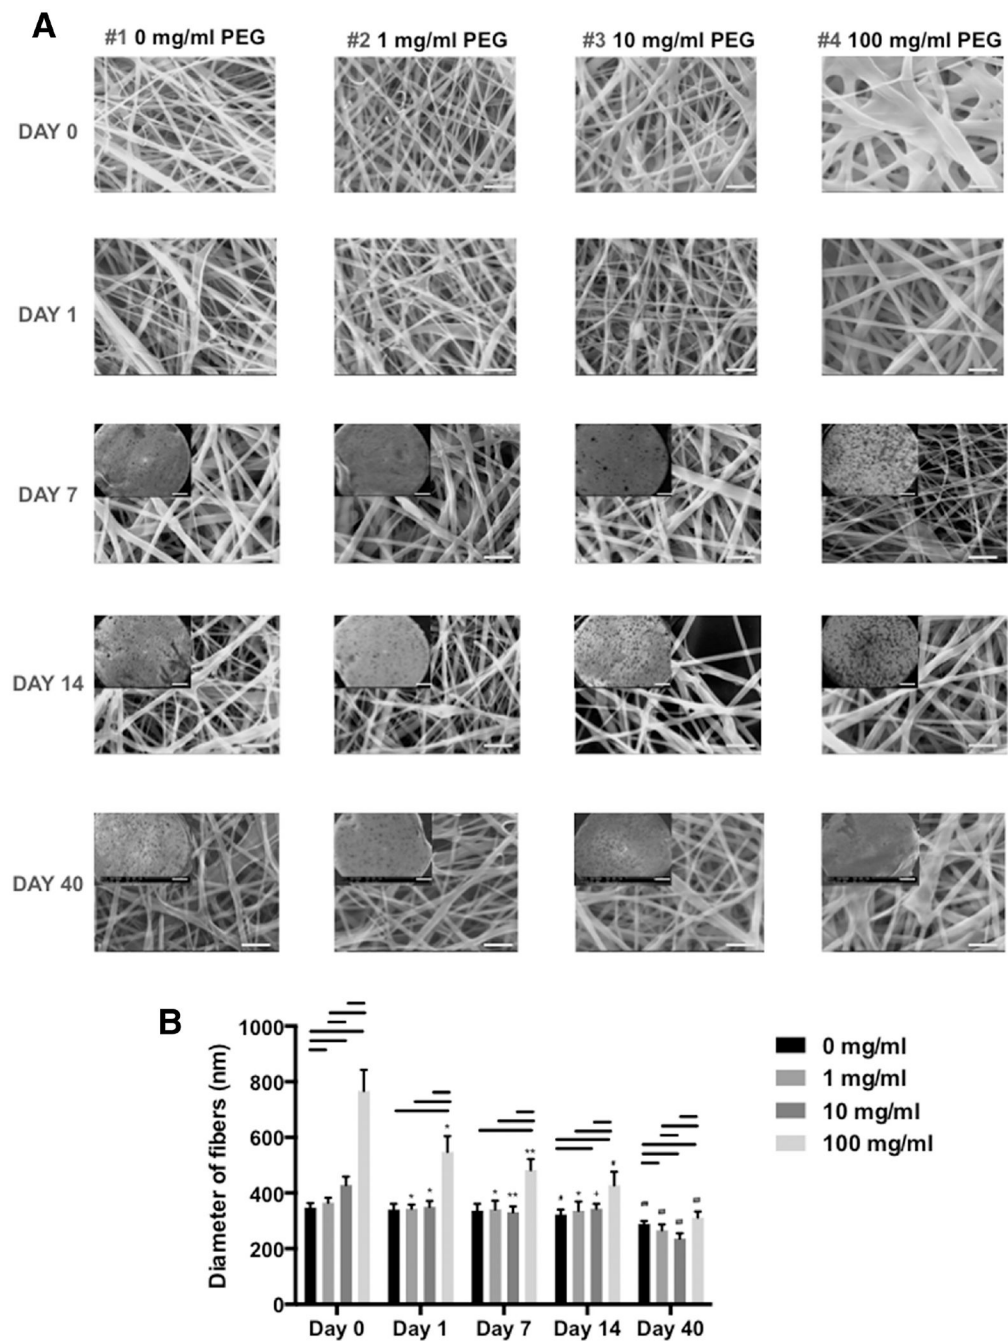 A
#1 0 mg/ml PEG #2 1 mg/ml PEG #3 10 mg/ml PEG #4 100 mg/ml PEG
DAY 0
DAY 1
DAY 7
DAY 14
DAY 40
B
Diameter of fibers (nm)
1000
800
600
400
200
0
* * *
* ** **
Day 0 Day 1 Day 7 Day 14 Day 40
0 mg/ml
1 mg/ml
10 mg/ml
100 mg/ml